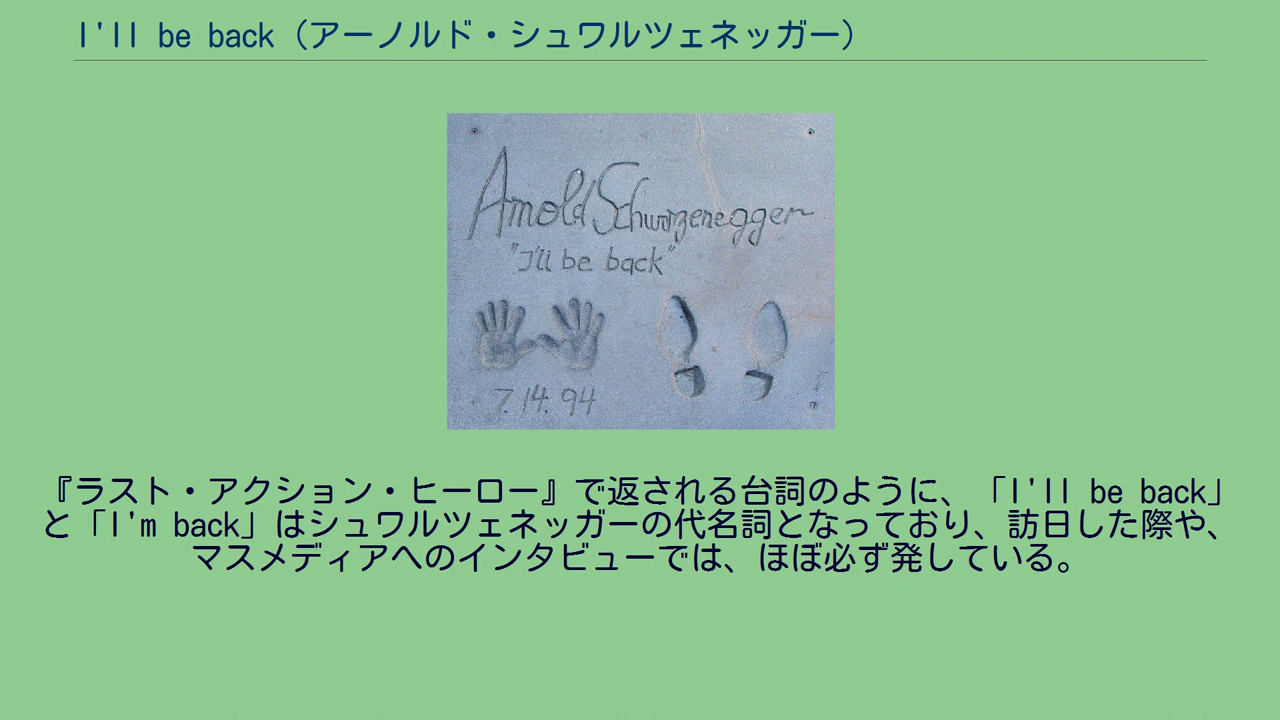 I'll be back（アーノルド・シュワルツェネッガー）
Arnold Schwarzenegger
"I'll be back"
7.14.94
『ラスト・アクション・ヒーロー』で返される台詞のように、「I'll be back」
と「I'm back」はシュワルツェネッガーの代名詞となっており、訪日した際や、
マスメディアへのインタビューでは、ほぼ必ず発している。